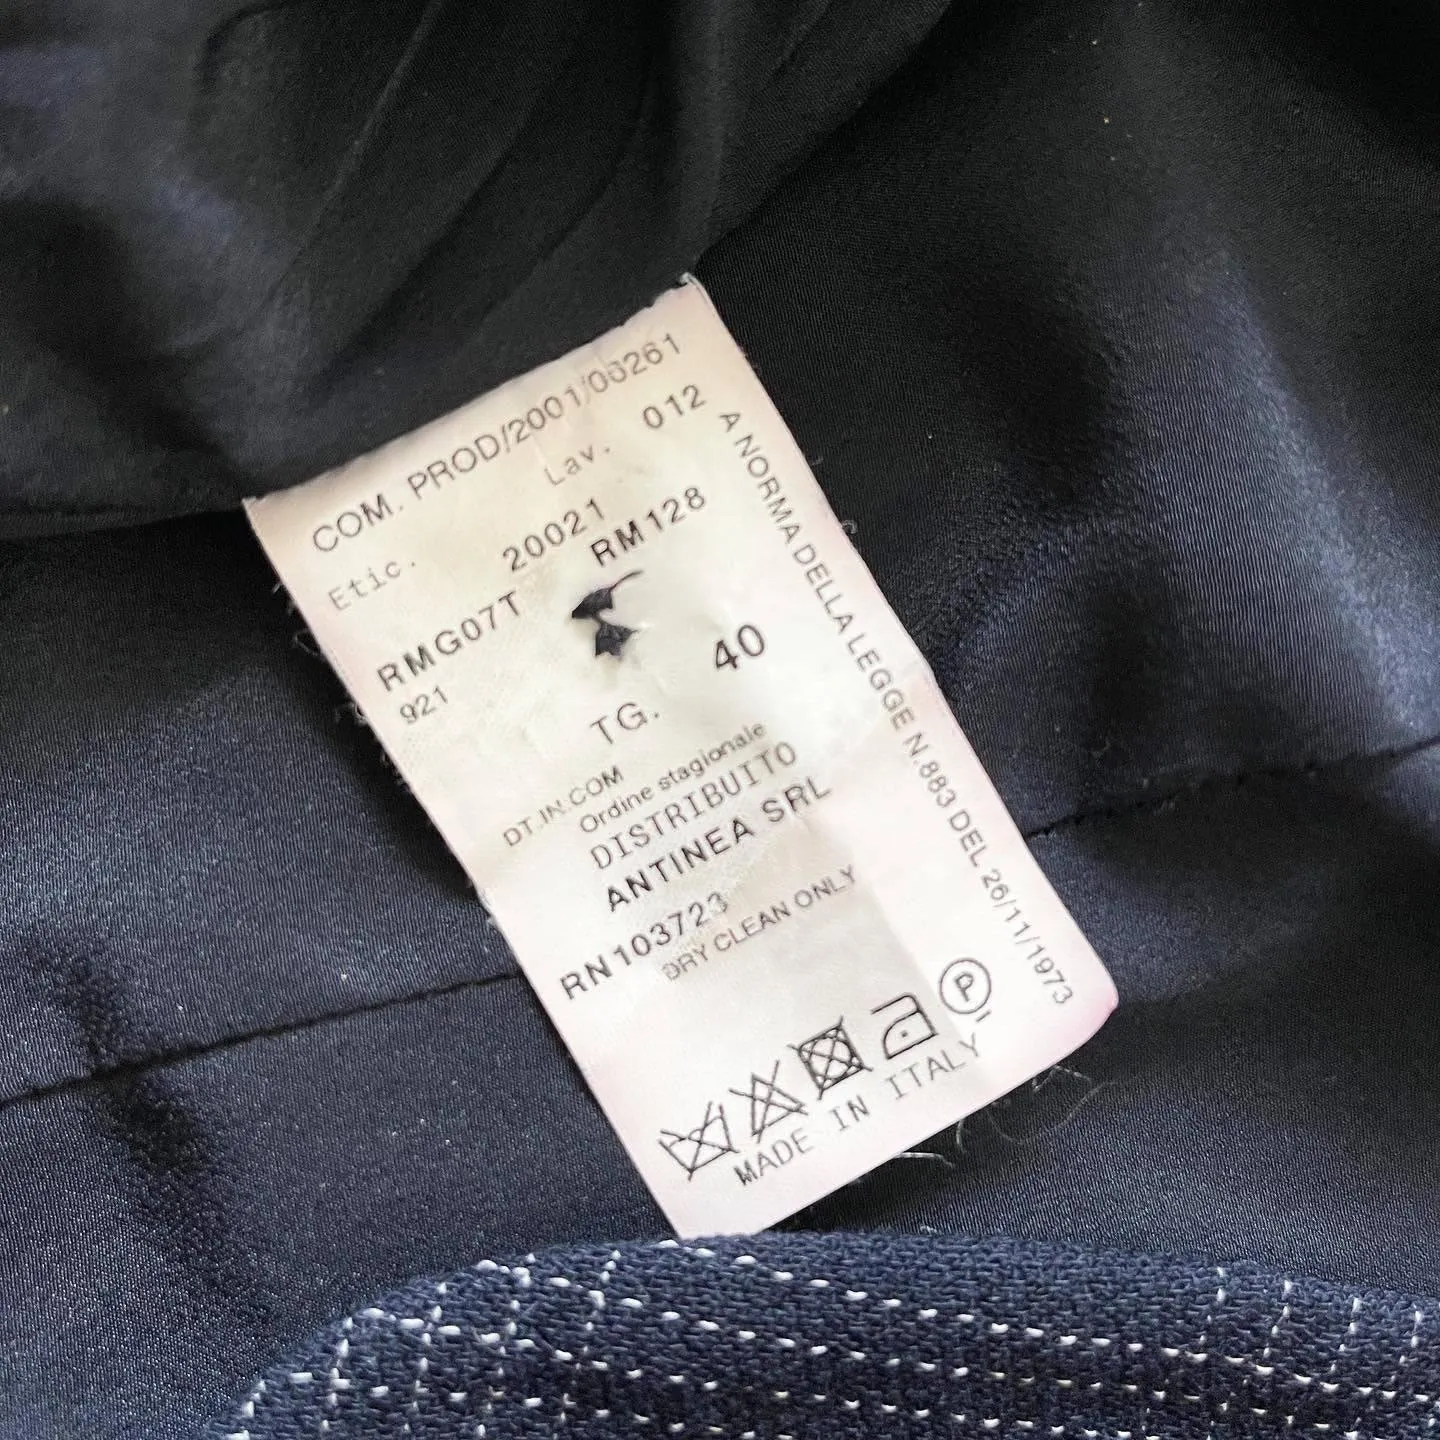 COM. PROD/2001/06261
Lav. 012
Etic. 20021
RMG07T RM128
921
TG. 40
DT.IN.COM
Ordine stagionale
DISTRIBUITO
ANTINEA SRL
RN103723
DRY CLEAN ONLY
P
MADE IN ITALY
A NORMA DELLA LEGGE N.883 DEL 26/11/1973